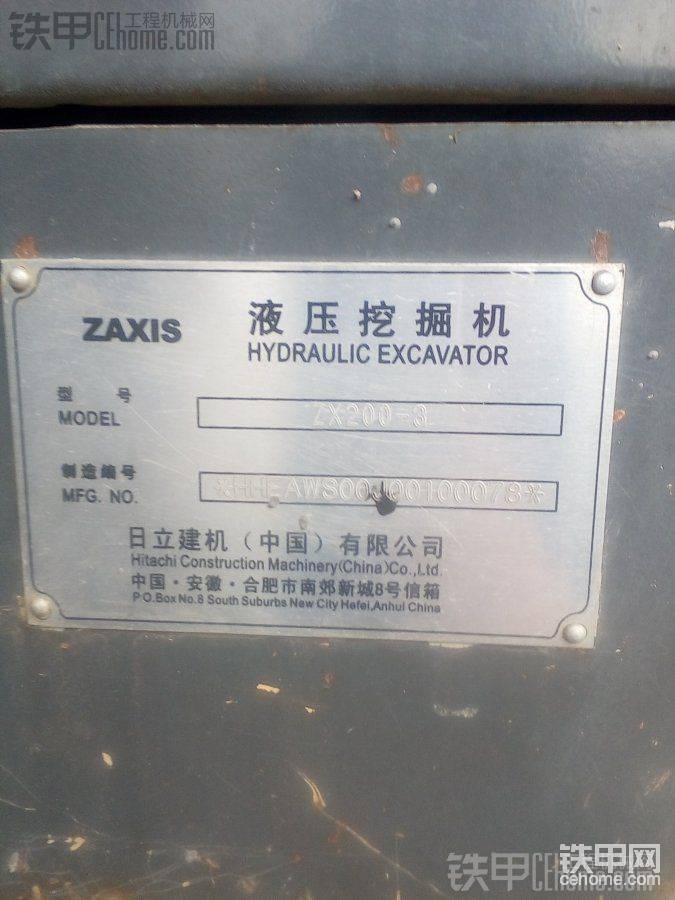 铁甲 工程机械网
CEhome.com
ZAXIS
液压挖掘机
HYDRAULIC EXCAVATOR
型号
MODEL
ZX200-3
制造编号
MFG. NO.
日立建机（中国）有限公司
Hitachi Construction Machinery(China)Co.,Ltd.
中国·安徽·合肥市南郊新城8号信箱
P.O.Box No.8 South Suburbs New City Hefei,Anhui China
铁甲网
cehome.com